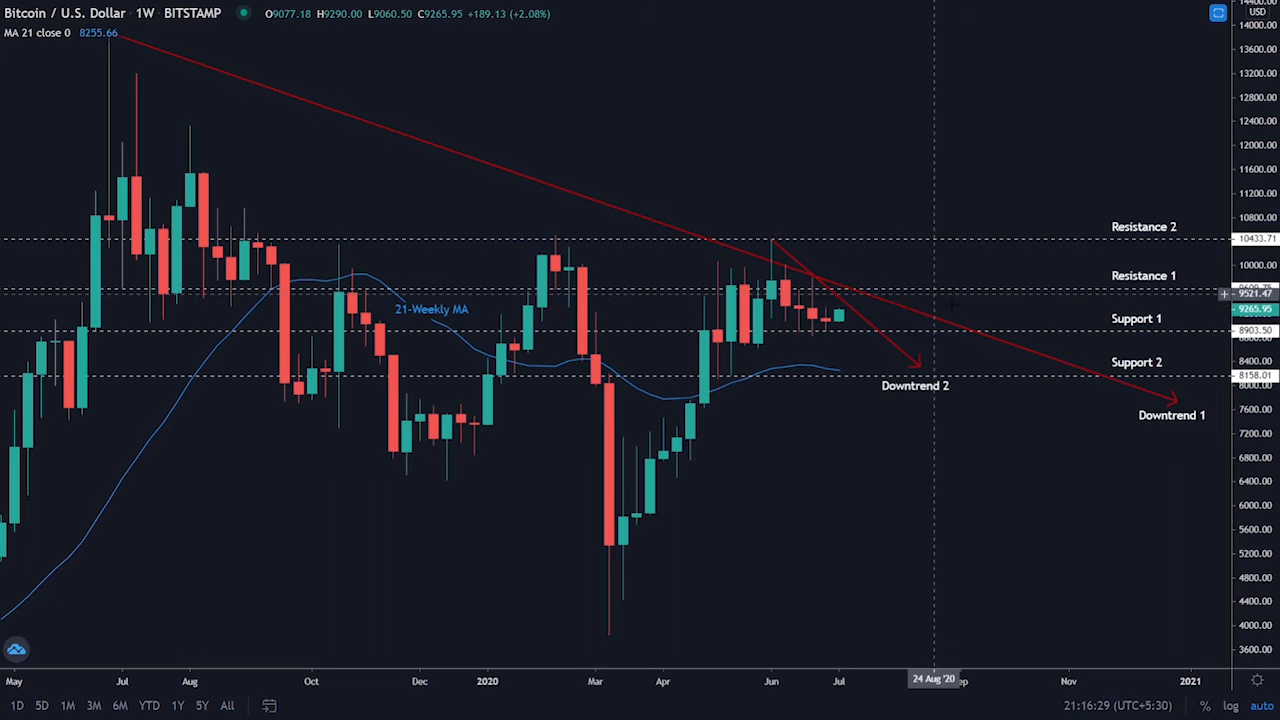 Bitcoin / U.S. Dollar 1W BITSTAMP O9077.18 H9290.00 L9060.50 C9265.95 +189.13 (+2.08%)
MA 21 close 0 8255.66
USD
14000.00
13600.00
13200.00
12800.00
12400.00
12000.00
11600.00
11200.00
10800.00
Resistance 2
10433.71
10000.00
Resistance 1
9521.47
21-Weekly MA
9265.95
Support 1
8903.50
8400.00
Support 2
8158.01
8000.00
Downtrend 2
7600.00
Downtrend 1
7200.00
6800.00
6400.00
6000.00
5600.00
5200.00
4800.00
4400.00
4000.00
3600.00
May Jul Aug Oct Dec 2020 Mar Apr Jun Jul 24 Aug '20 ep Nov 2021
1D 5D 1M 3M 6M YTD 1Y 5Y All 21:16:29 (UTC+5:30) % log auto